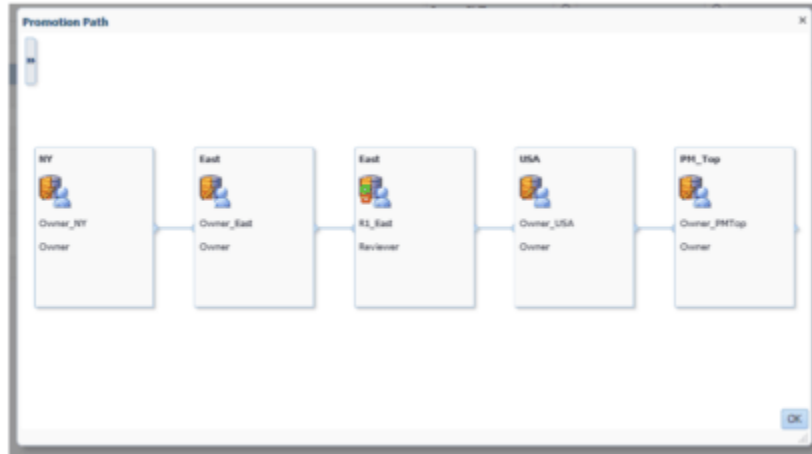 Promotion Path
NY
Owner_NY
Owner
East
Owner_East
Owner
East
R1_East
Reviewer
USA
Owner_USA
Owner
PM_Top
Owner_PMTop
Owner
OK